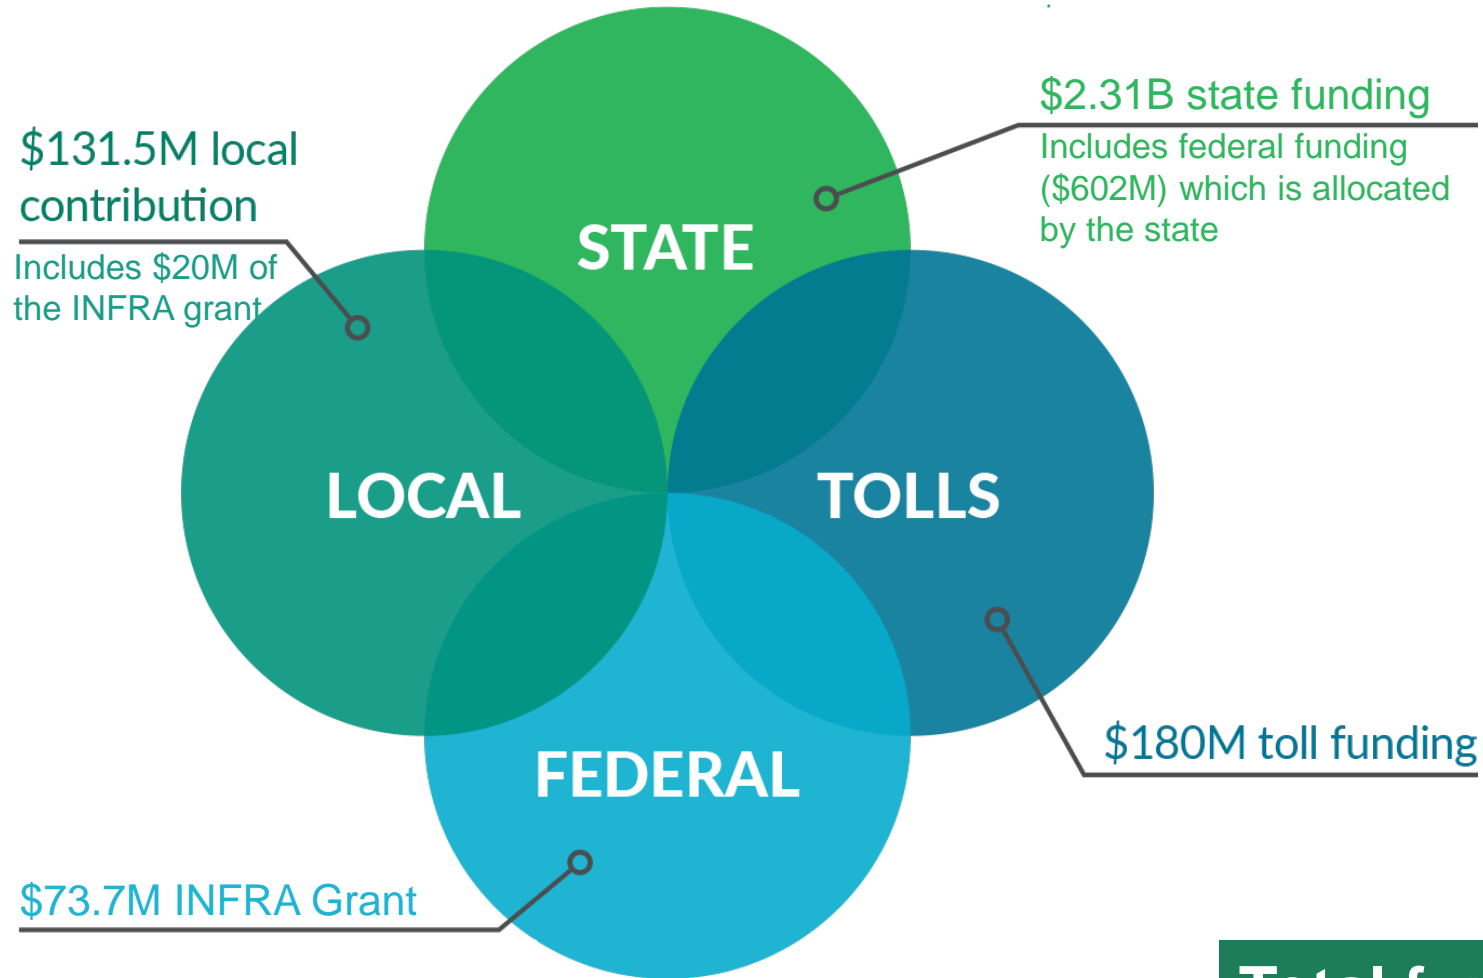 $2.31B state funding
Includes federal funding
($602M) which is allocated
by the state
$131.5M local
contribution
Includes $20M of
the INFRA grant
STATE
LOCAL
TOLLS
FEDERAL
$180M toll funding
$73.7M INFRA Grant
Total